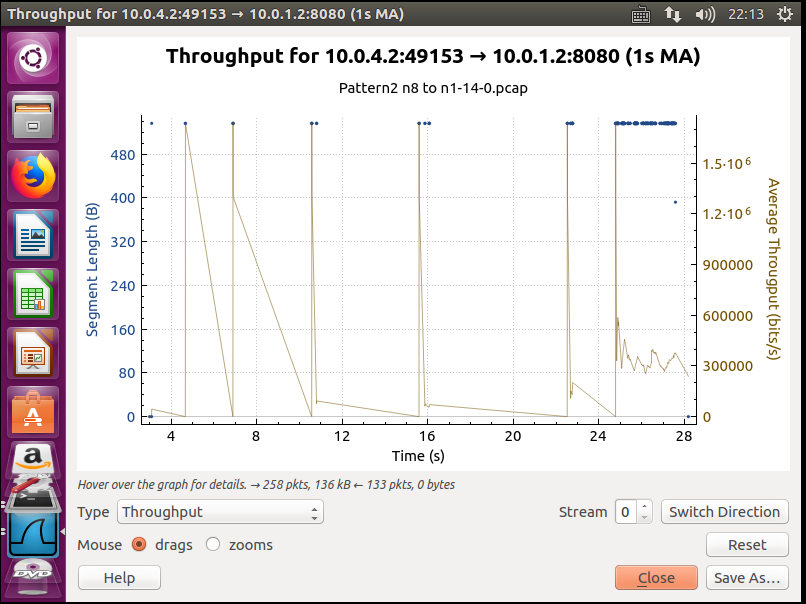 Throughput for 10.0.4.2:49153 → 10.0.1.2:8080 (1s MA)
22:13
Throughput for 10.0.4.2:49153 → 10.0.1.2:8080 (1s MA)
Pattern2 n8 to n1-14-0.pcap
Segment Length (B)
480
400
320
240
160
80
0
1.5·10⁶
1.2·10⁶
900000
600000
300000
0
Average Througput (bits/s)
4 8 12 16 20 24 28
Time (s)
Hover over the graph for details. → 258 pkts, 136 kB ← 133 pkts, 0 bytes
Type Throughput Stream 0 Switch Direction
Mouse drags zooms Reset
Help Close Save As…
A
a
DVD